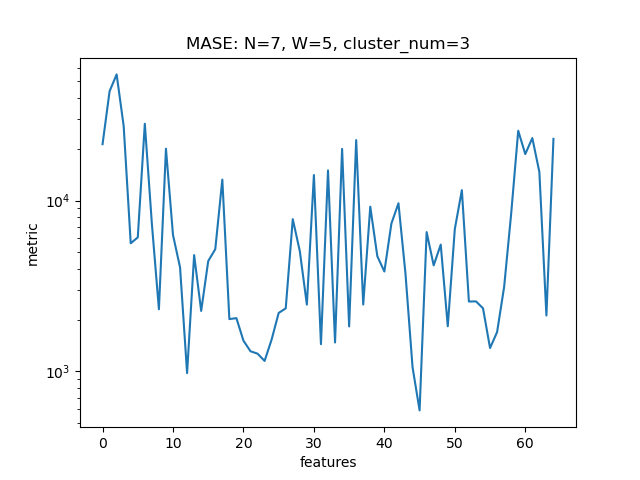 MASE: N=7, W=5, cluster_num=3
metric
10⁴
10³
0 10 20 30 40 50 60
features